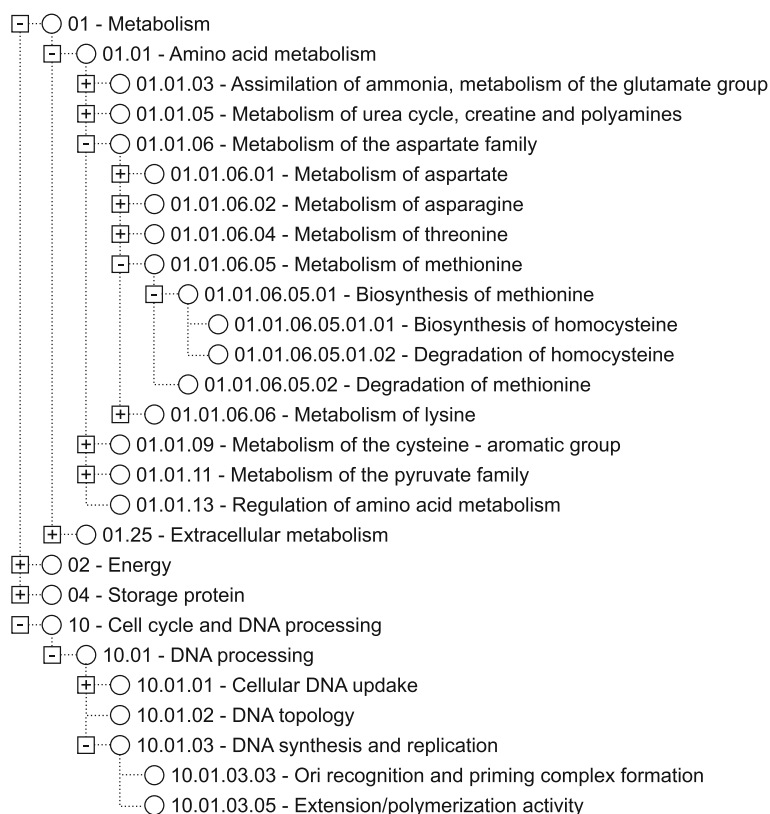 01 - Metabolism
01.01 - Amino acid metabolism
01.01.03 - Assimilation of ammonia, metabolism of the glutamate group
01.01.05 - Metabolism of urea cycle, creatine and polyamines
01.01.06 - Metabolism of the aspartate family
01.01.06.01 - Metabolism of aspartate
01.01.06.02 - Metabolism of asparagine
01.01.06.04 - Metabolism of threonine
01.01.06.05 - Metabolism of methionine
01.01.06.05.01 - Biosynthesis of methionine
01.01.06.05.01.01 - Biosynthesis of homocysteine
01.01.06.05.01.02 - Degradation of homocysteine
01.01.06.05.02 - Degradation of methionine
01.01.06.06 - Metabolism of lysine
01.01.09 - Metabolism of the cysteine - aromatic group
01.01.11 - Metabolism of the pyruvate family
01.01.13 - Regulation of amino acid metabolism
01.25 - Extracellular metabolism
02 - Energy
04 - Storage protein
10 - Cell cycle and DNA processing
10.01 - DNA processing
10.01.01 - Cellular DNA updake
10.01.02 - DNA topology
10.01.03 - DNA synthesis and replication
10.01.03.03 - Ori recognition and priming complex formation
10.01.03.05 - Extension/polymerization activity